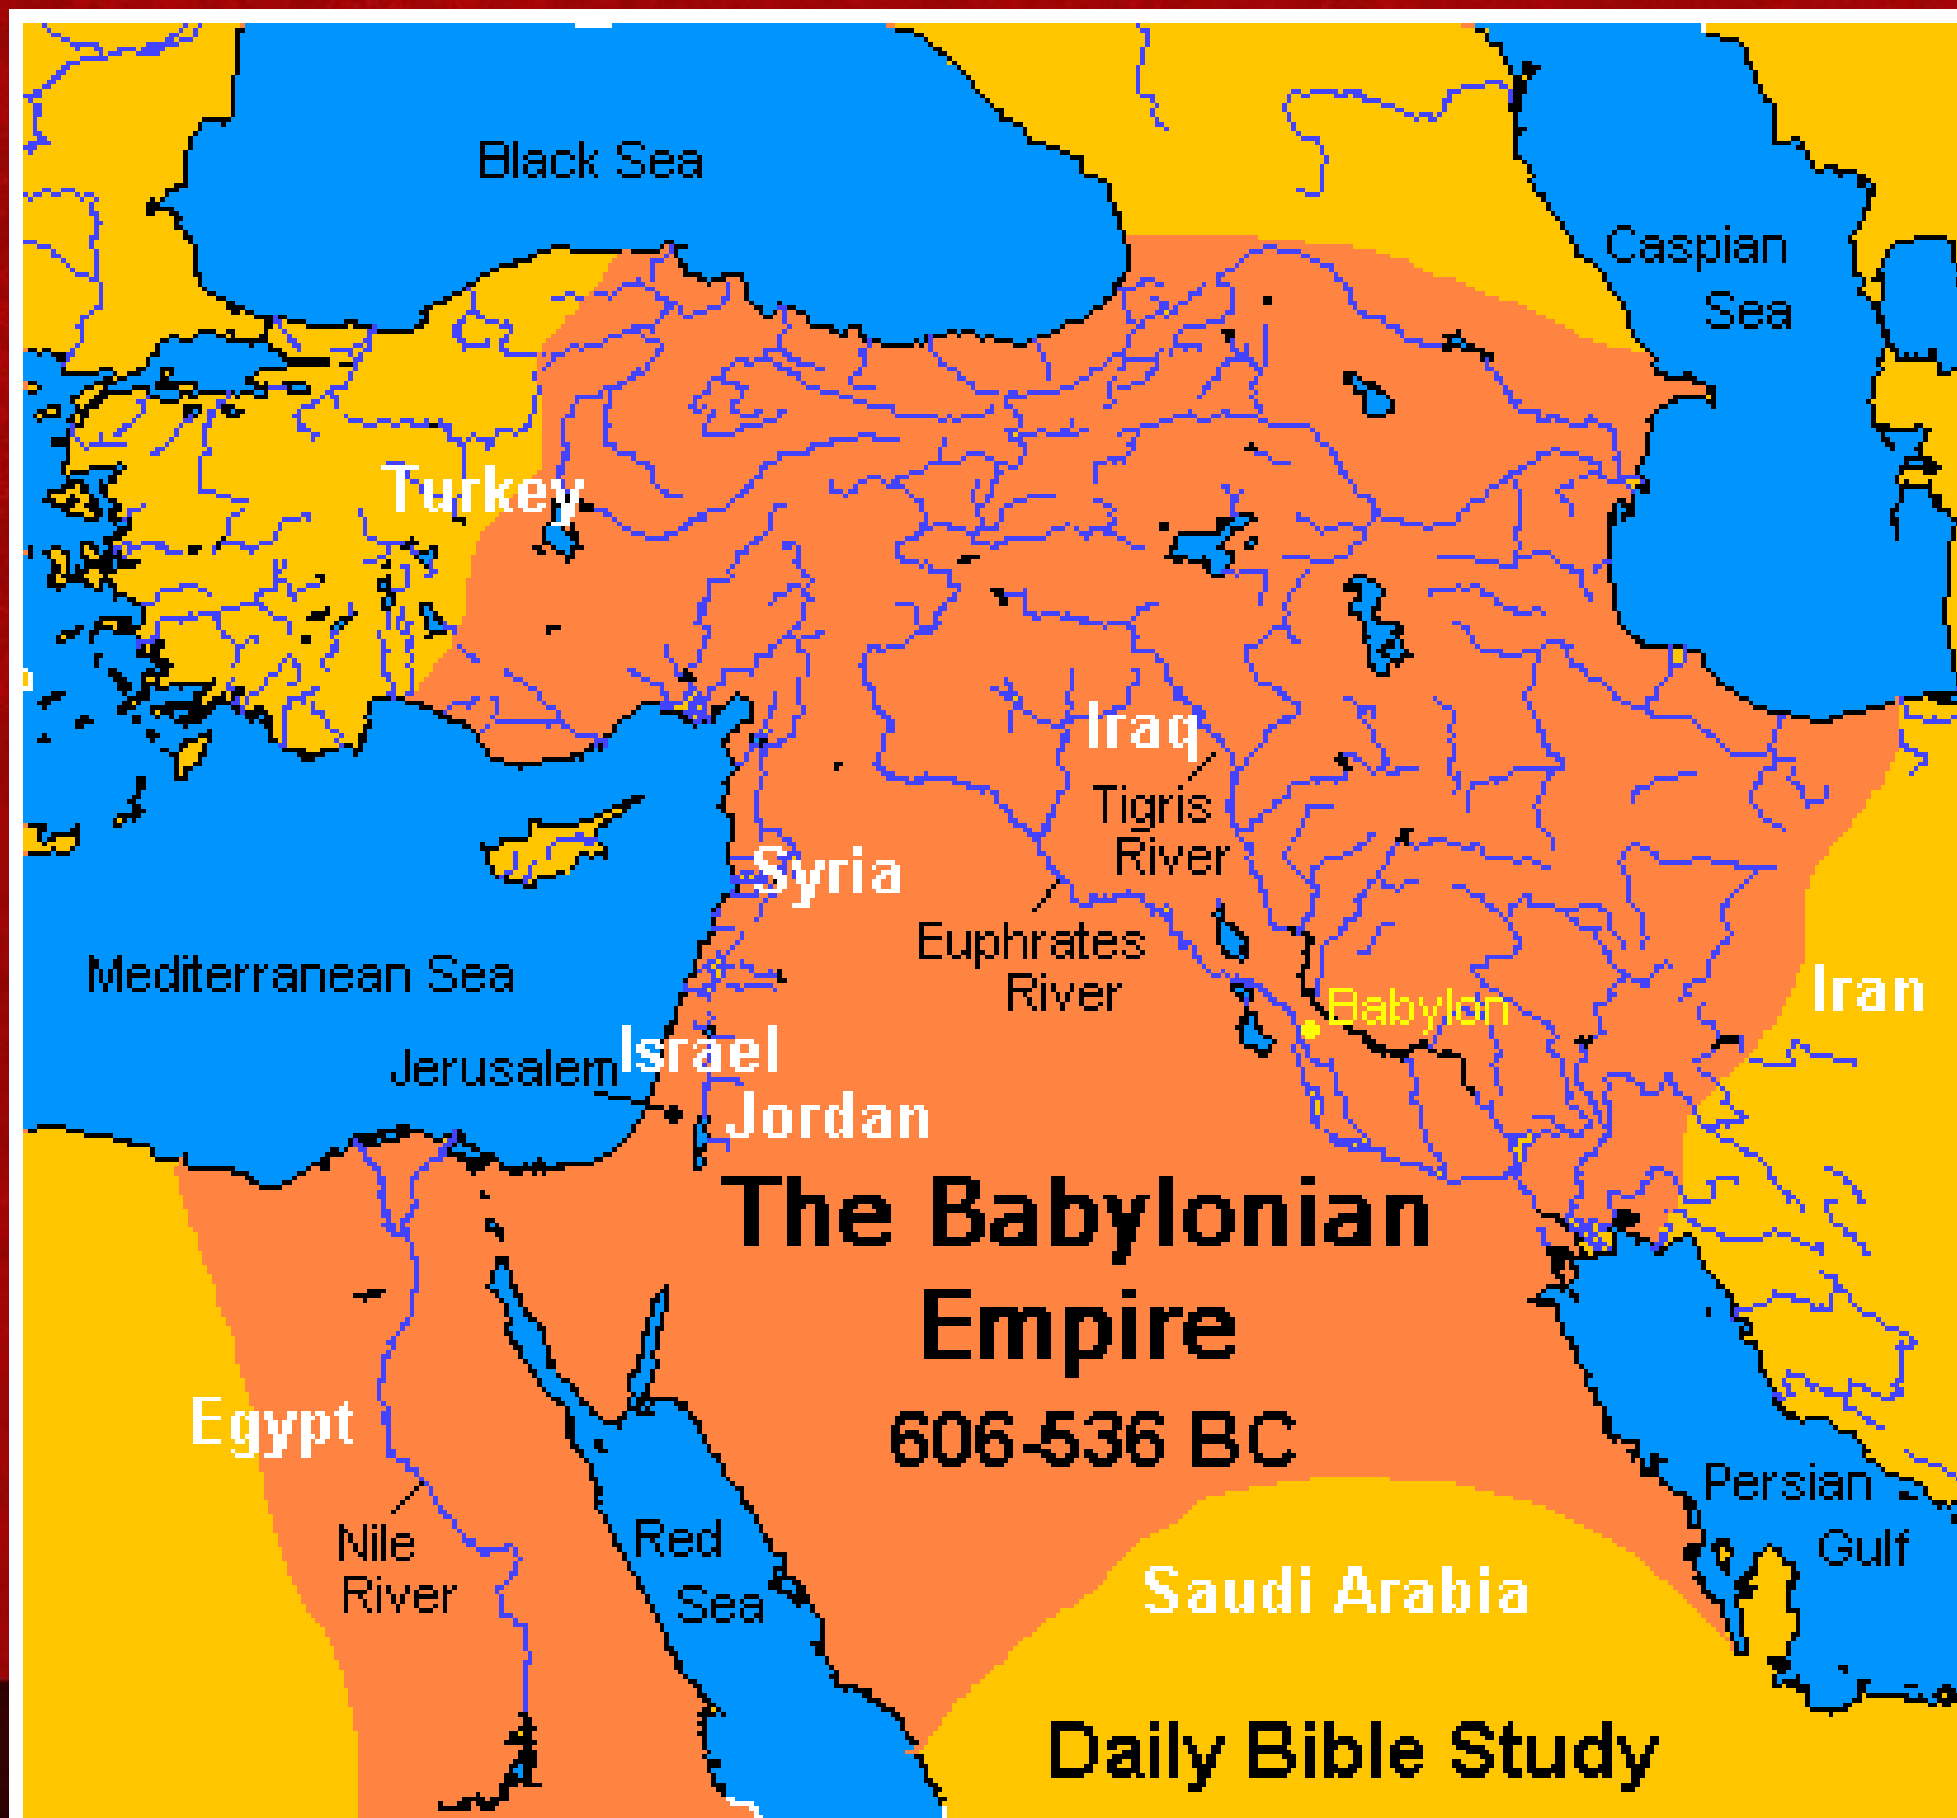 Black Sea
Caspian
Sea
Turkey
Iraq
Tigris
River
Syria
Euphrates
River
Mediterranean Sea
Iran
Babylon
Israel
Jerusalem
Jordan
The Babylonian
Empire
606-536 BC
Egypt
Nile
River
Red
Sea
Persian
Gulf
Saudi Arabia
Daily Bible Study